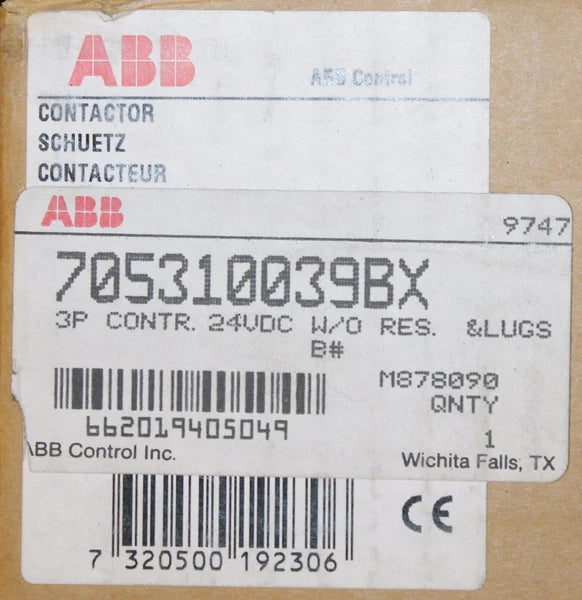 ABB
ABB Control
CONTACTOR
SCHUETZ
CONTACTEUR
ABB
9747
705310039BX
3P CONTR. 24VDC W/O RES. &LUGS
B#
M878090
QNTY
662019405049
1
ABB Control Inc.
Wichita Falls, TX
CE
7 320500 192306